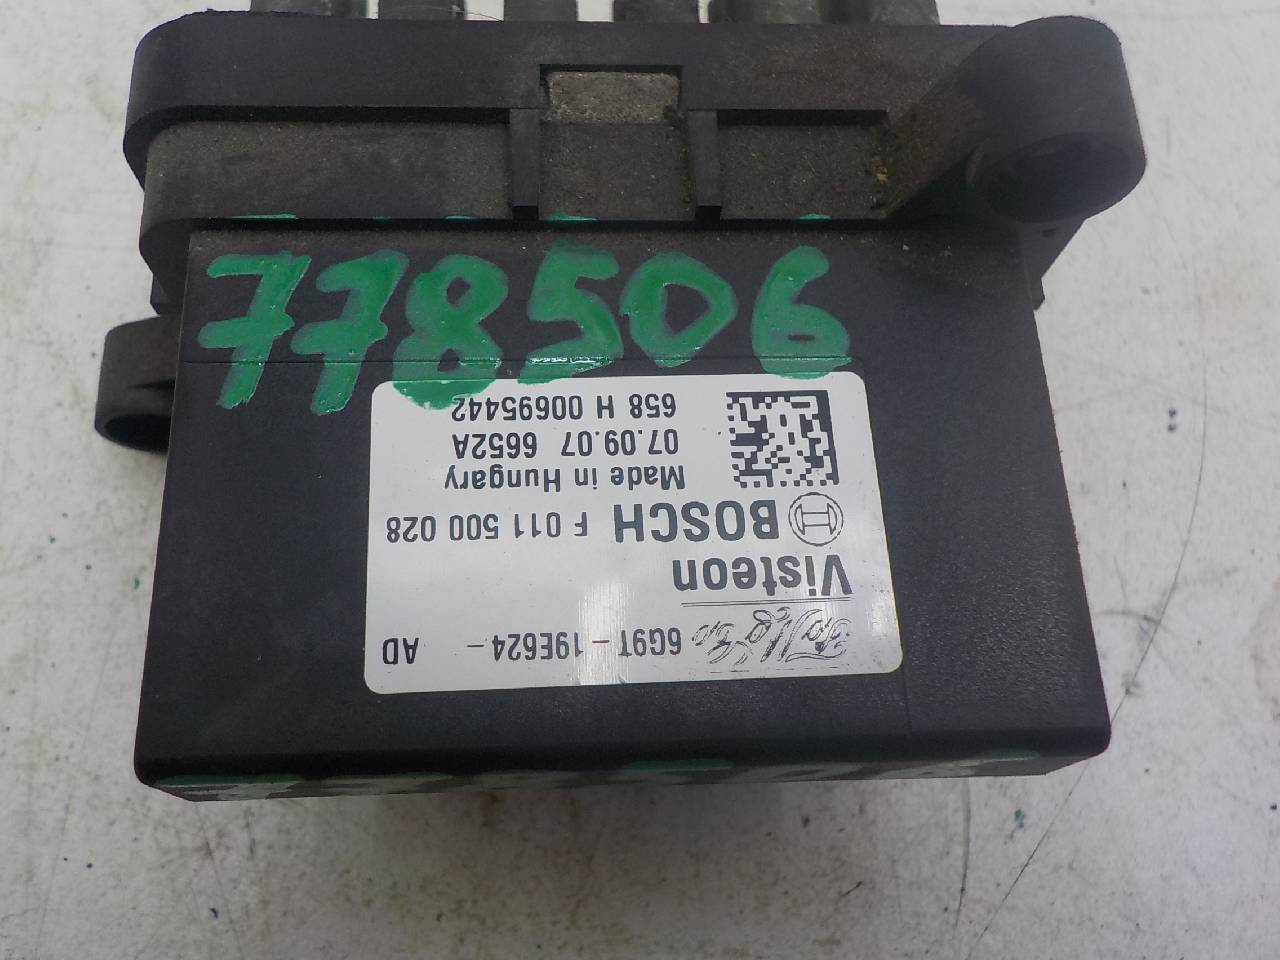 778506
6G9T-19E624- AD
Visteon
BOSCH F 011 500 028
Made in Hungary
07.09.07 6652A
658 H 00695442